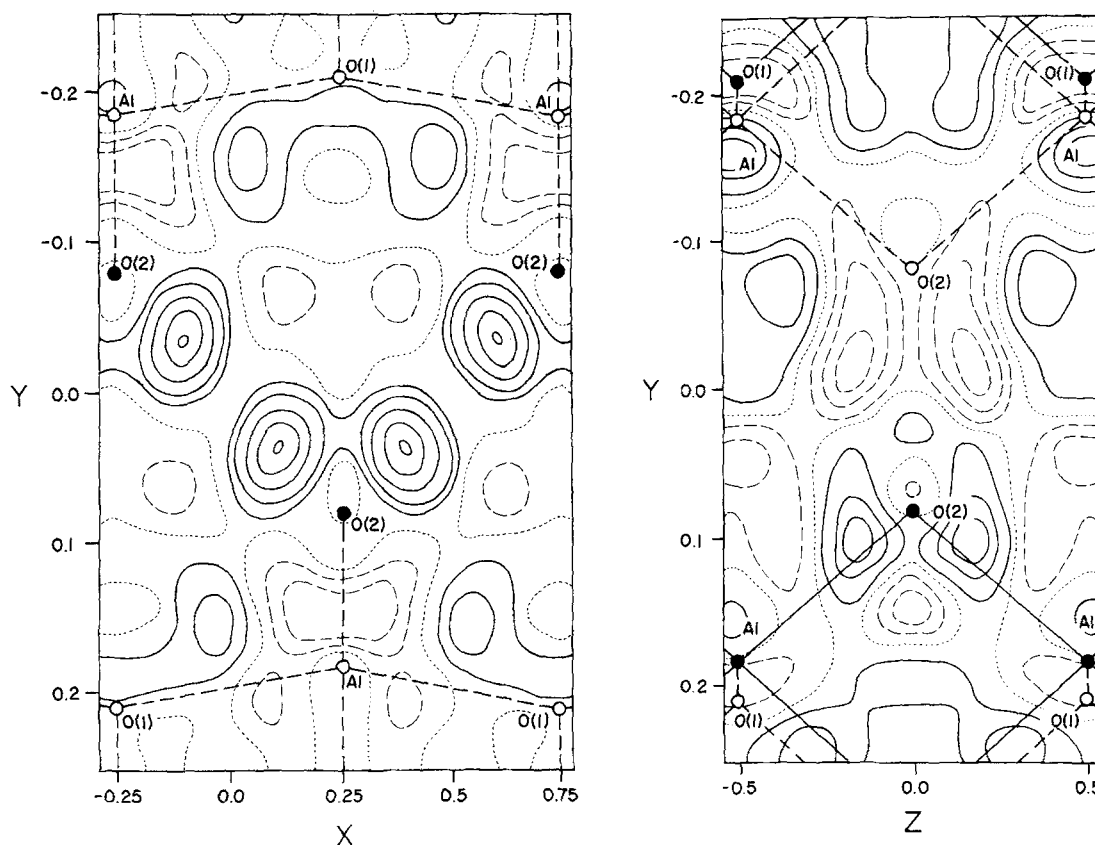 O(1)
-0.2
Al
Al
-0.1
O(2)
O(2)
Y
0.0
O(2)
0.1
0.2
Al
O(1)
O(1)
-0.25
0.0
0.25
0.5
0.75
X
O(1)
O(1)
-0.2
Al
Al
-0.1
O(2)
Y
0.0
O(2)
0.1
Al
Al
0.2
O(1)
O(1)
-0.5
0.0
0.5
Z